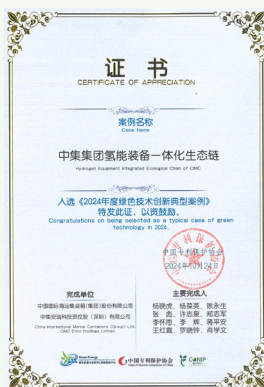 证 书
CERTIFICATE OF APPRECIATION
案例名称
Case Name
中集集团氢能装备一体化生态链
Hydrogen Equipment Integrated Ecological Chain of CIMC
入选《2024年度绿色技术创新典型案例》
特发此证，以资鼓励。
Congratulations on being selected as a typical case of green
technology in 2024.
中国专利保护协会
2024年10月24日
完成单位
中国国际海运集装箱(集团)股份有限公司
中集安瑞科投资控股（深圳）有限公司
China International Marine Containers (Group) Ltd.
CIMC Enric Holdings Limited
主要完成人
杨晓虎、杨葆英、徐永生
张 彪、许志豪、郑志军
李怀恩、李 辉、蒋平安
王红霞、罗晓钟、肖学文
中国专利保护协会
CANIP